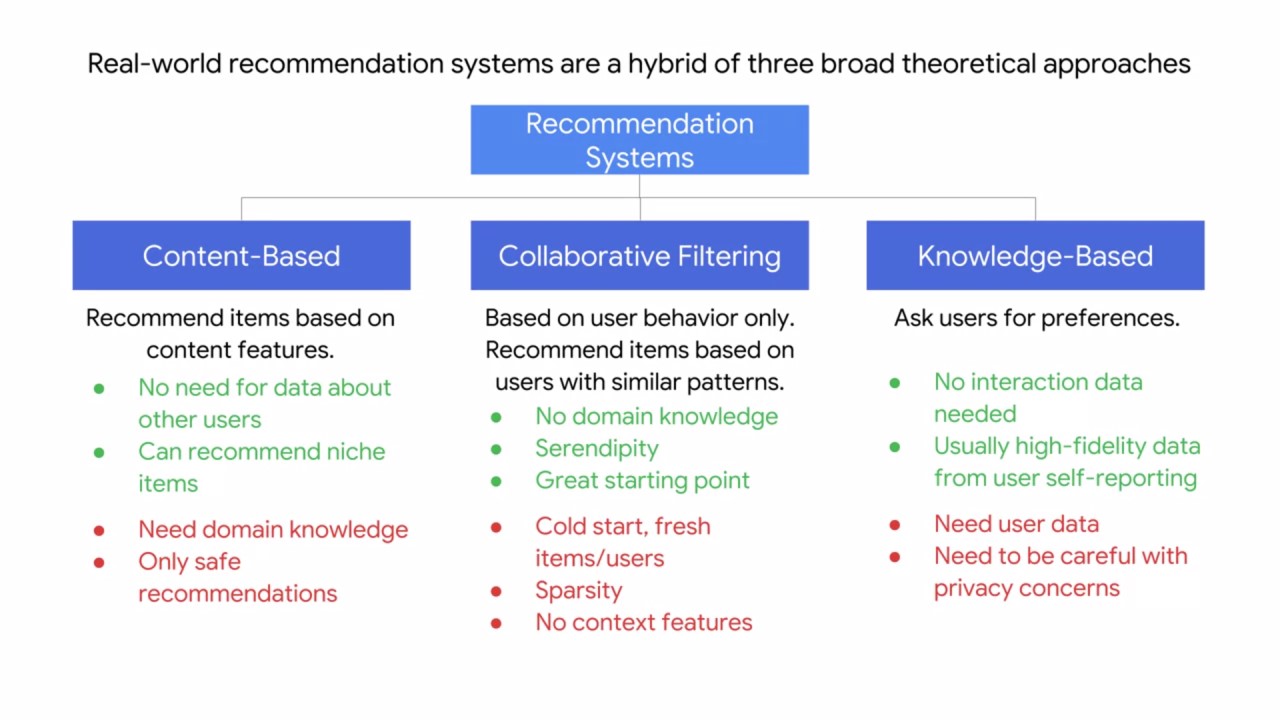 Real-world recommendation systems are a hybrid of three broad theoretical approaches
Recommendation
Systems
Content-Based
Recommend items based on
content features.
● No need for data about
other users
● Can recommend niche
items
● Need domain knowledge
● Only safe
recommendations
Collaborative Filtering
Based on user behavior only.
Recommend items based on
users with similar patterns.
● No domain knowledge
● Serendipity
● Great starting point
● Cold start, fresh
items/users
● Sparsity
● No context features
Knowledge-Based
Ask users for preferences.
● No interaction data
needed
● Usually high-fidelity data
from user self-reporting
● Need user data
● Need to be careful with
privacy concerns